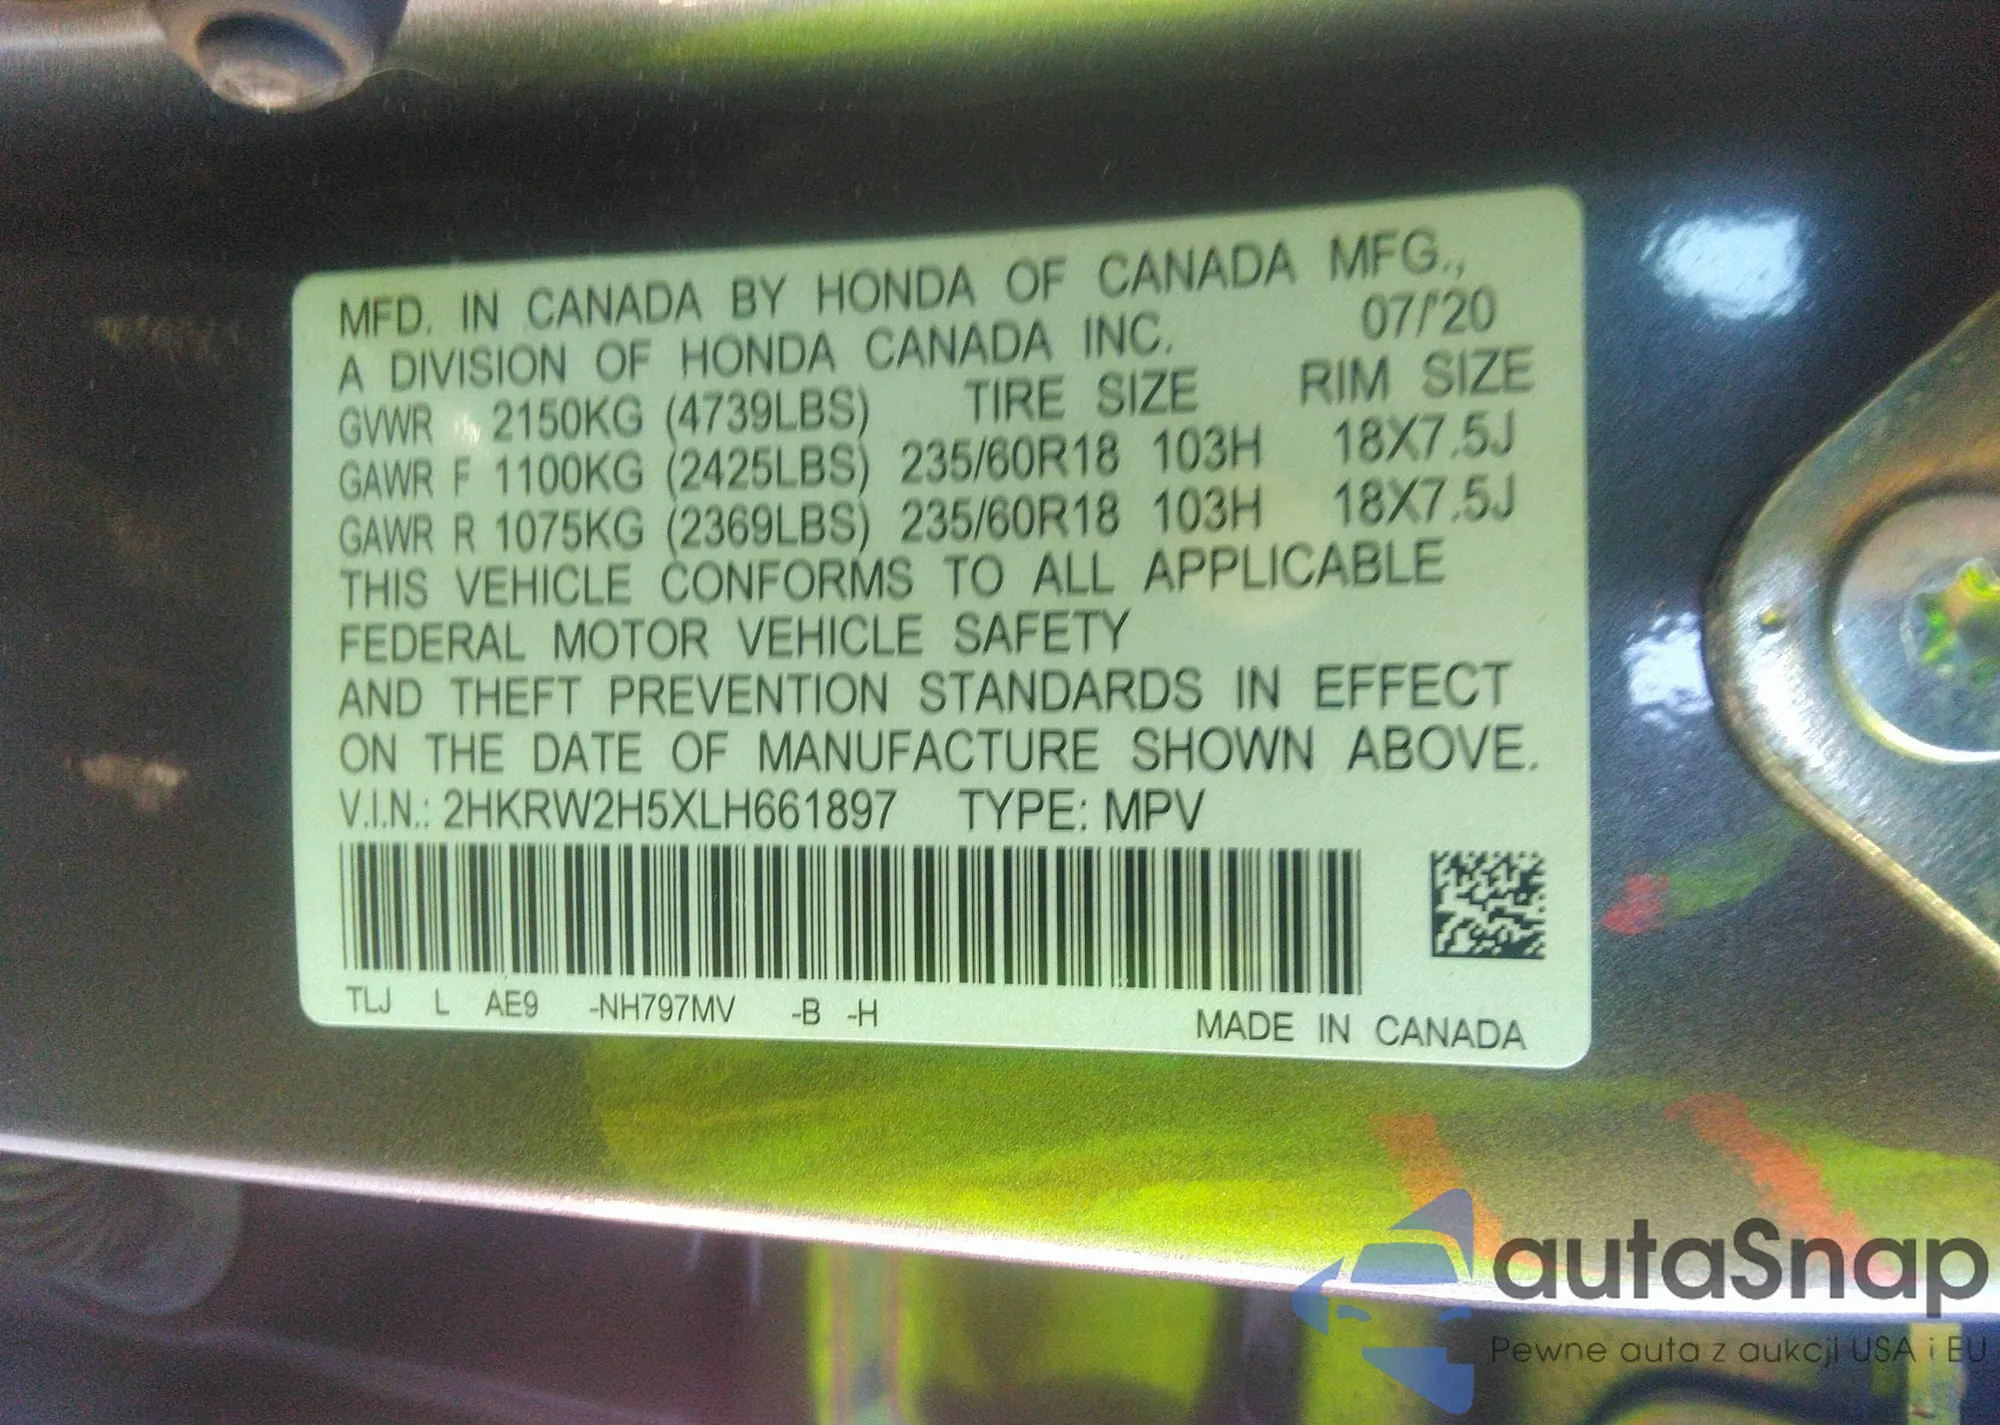 MFD. IN CANADA BY HONDA OF CANADA MFG.,
A DIVISION OF HONDA CANADA INC. 07/'20
GVWR 2150KG (4739LBS) TIRE SIZE RIM SIZE
GAWR F 1100KG (2425LBS) 235/60R18 103H 18X7.5J
GAWR R 1075KG (2369LBS) 235/60R18 103H 18X7.5J
THIS VEHICLE CONFORMS TO ALL APPLICABLE
FEDERAL MOTOR VEHICLE SAFETY
AND THEFT PREVENTION STANDARDS IN EFFECT
ON THE DATE OF MANUFACTURE SHOWN ABOVE.
V.I.N.: 2HKRW2H5XLH661897 TYPE: MPV
TLJ L AE9 -NH797MV -B -H
MADE IN CANADA
autaSnap
Pewne auta z aukcji USA i EU